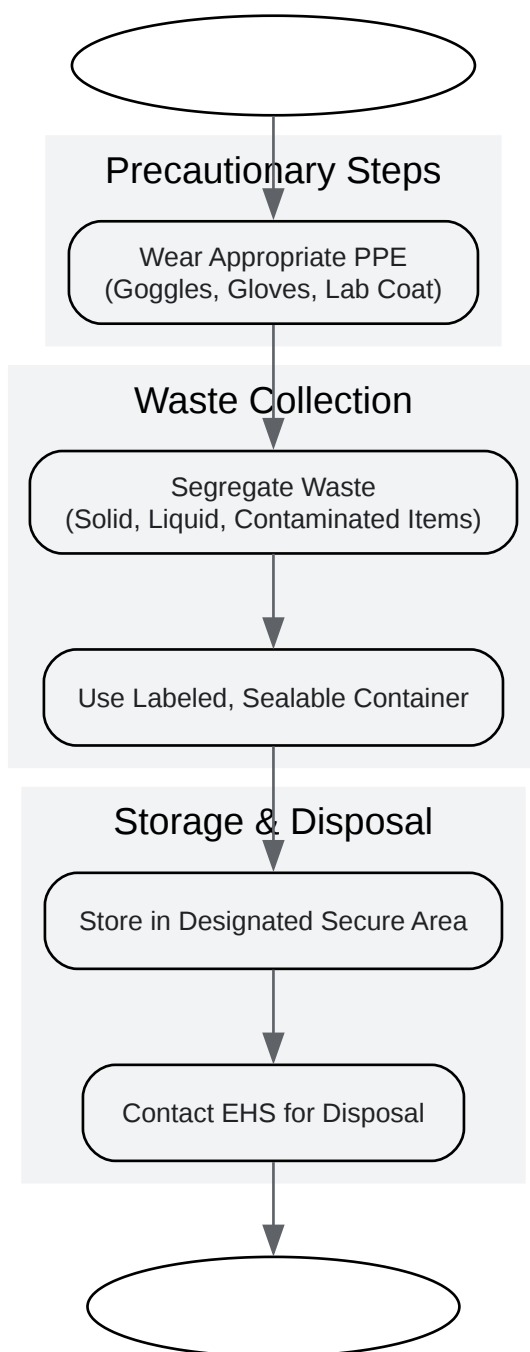 Precautionary Steps
Wear Appropriate PPE
(Goggles, Gloves, Lab Coat)
Waste Collection
Segregate Waste
(Solid, Liquid, Contaminated Items)
Use Labeled, Sealable Container
Storage & Disposal
Store in Designated Secure Area
Contact EHS for Disposal